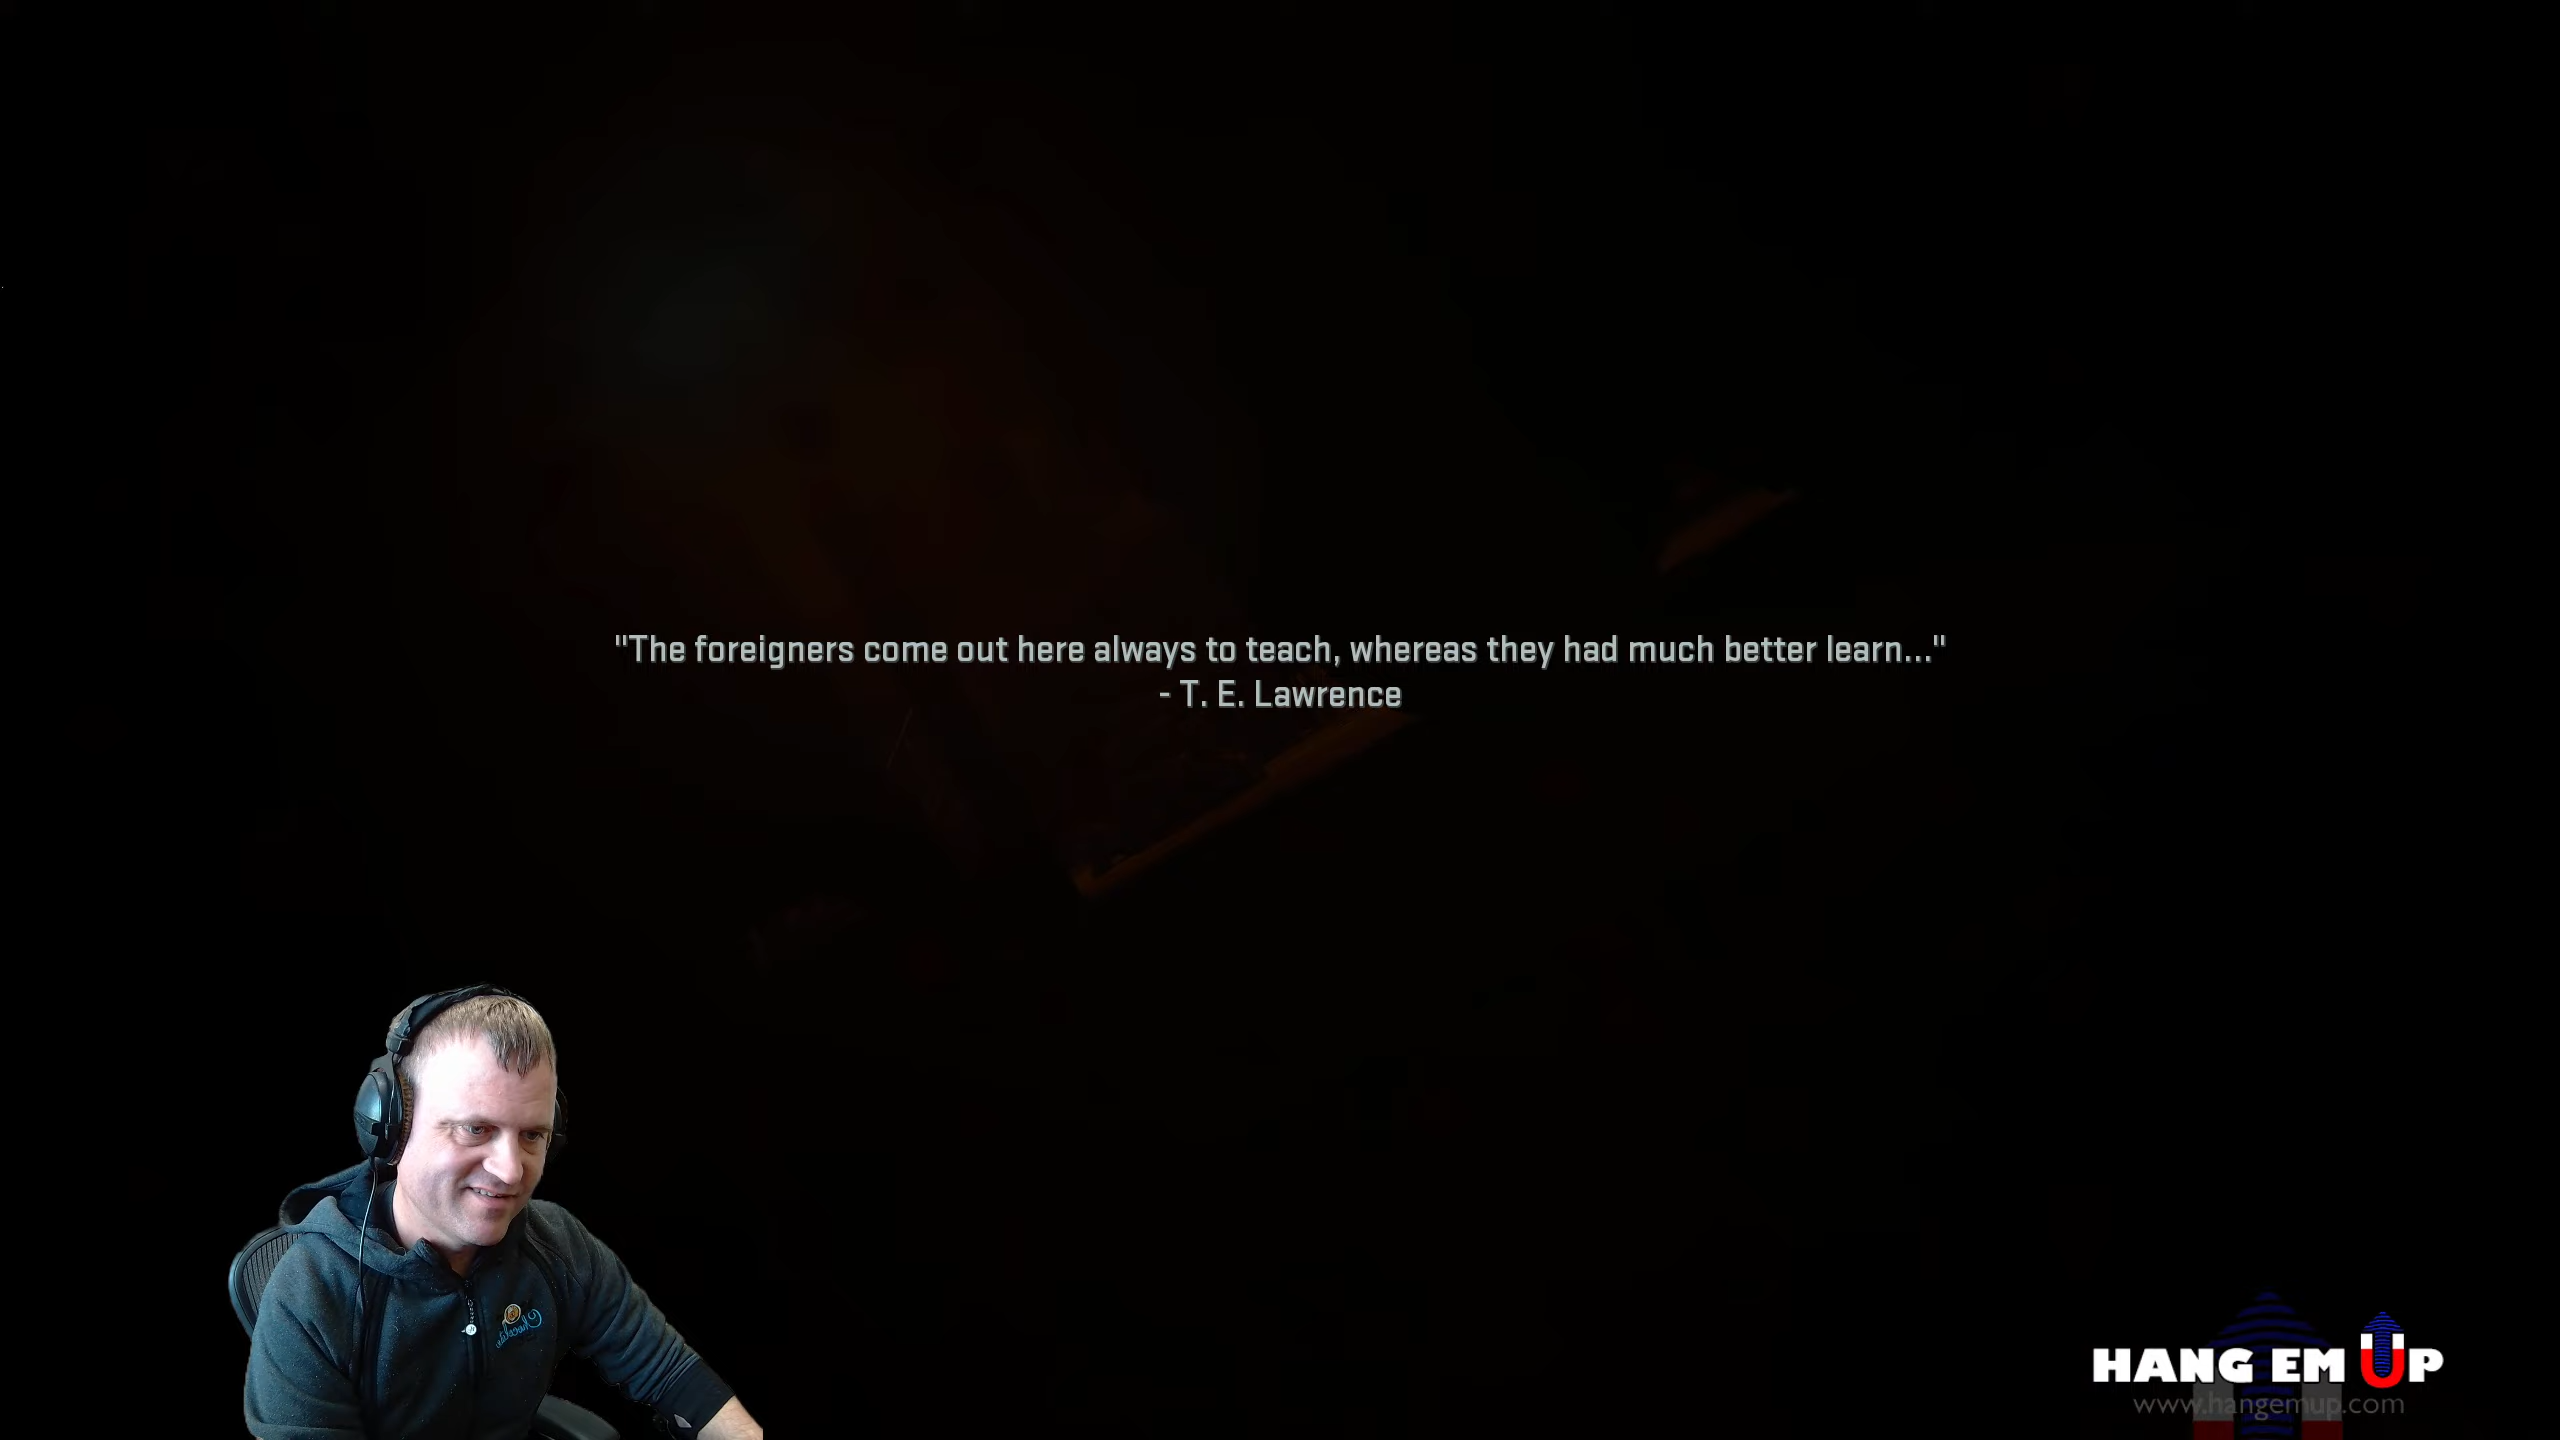 "The foreigners come out here always to teach, whereas they had much better learn..."
- T. E. Lawrence
HANG EM UP
www.hangemup.com